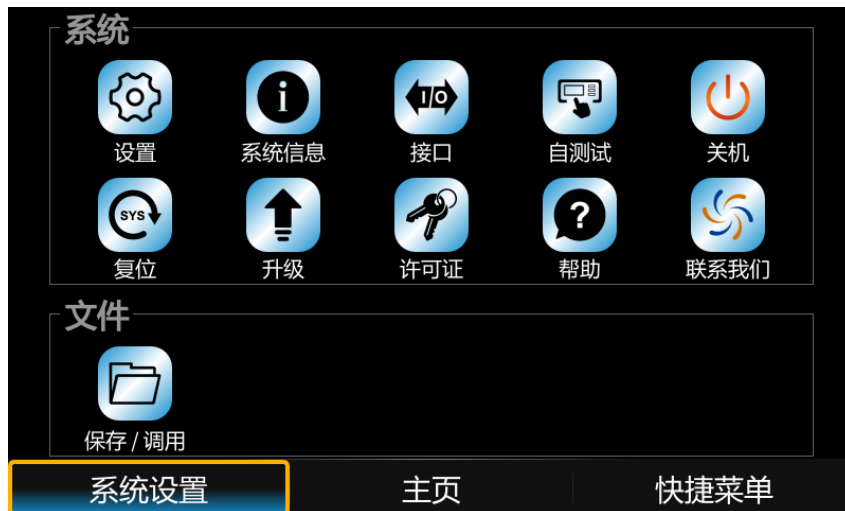 系统
i
I/O
设置 系统信息 接口 自测试 关机
SYS
?
复位 升级 许可证 帮助 联系我们
文件
保存 / 调用
系统设置 主页 快捷菜单